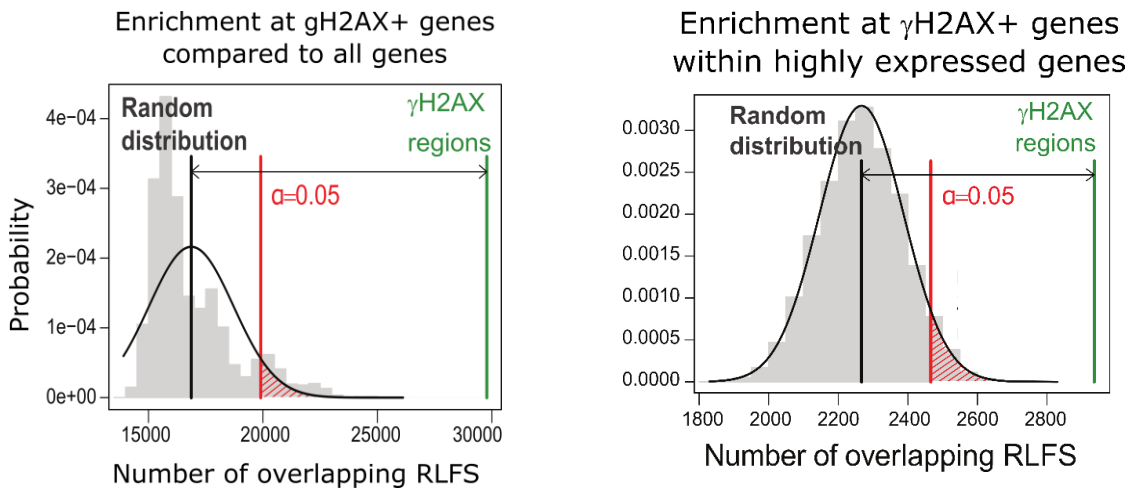 Enrichment at gH2AX+ genes
compared to all genes
Random
distribution
γH2AX
regions
α=0.05
Probability
4e−04
3e−04
2e−04
1e−04
0e+00
15000
20000
25000
30000
Number of overlapping RLFS
Enrichment at γH2AX+ genes
within highly expressed genes
Random
distribution
γH2AX
regions
α=0.05
0.0030
0.0025
0.0020
0.0015
0.0010
0.0005
0.0000
1800
2000
2200
2400
2600
2800
Number of overlapping RLFS